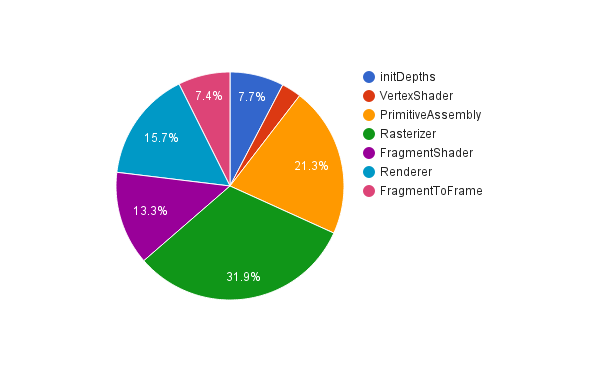 7.4%
7.7%
15.7%
21.3%
13.3%
31.9%
initDepths
VertexShader
PrimitiveAssembly
Rasterizer
FragmentShader
Renderer
FragmentToFrame